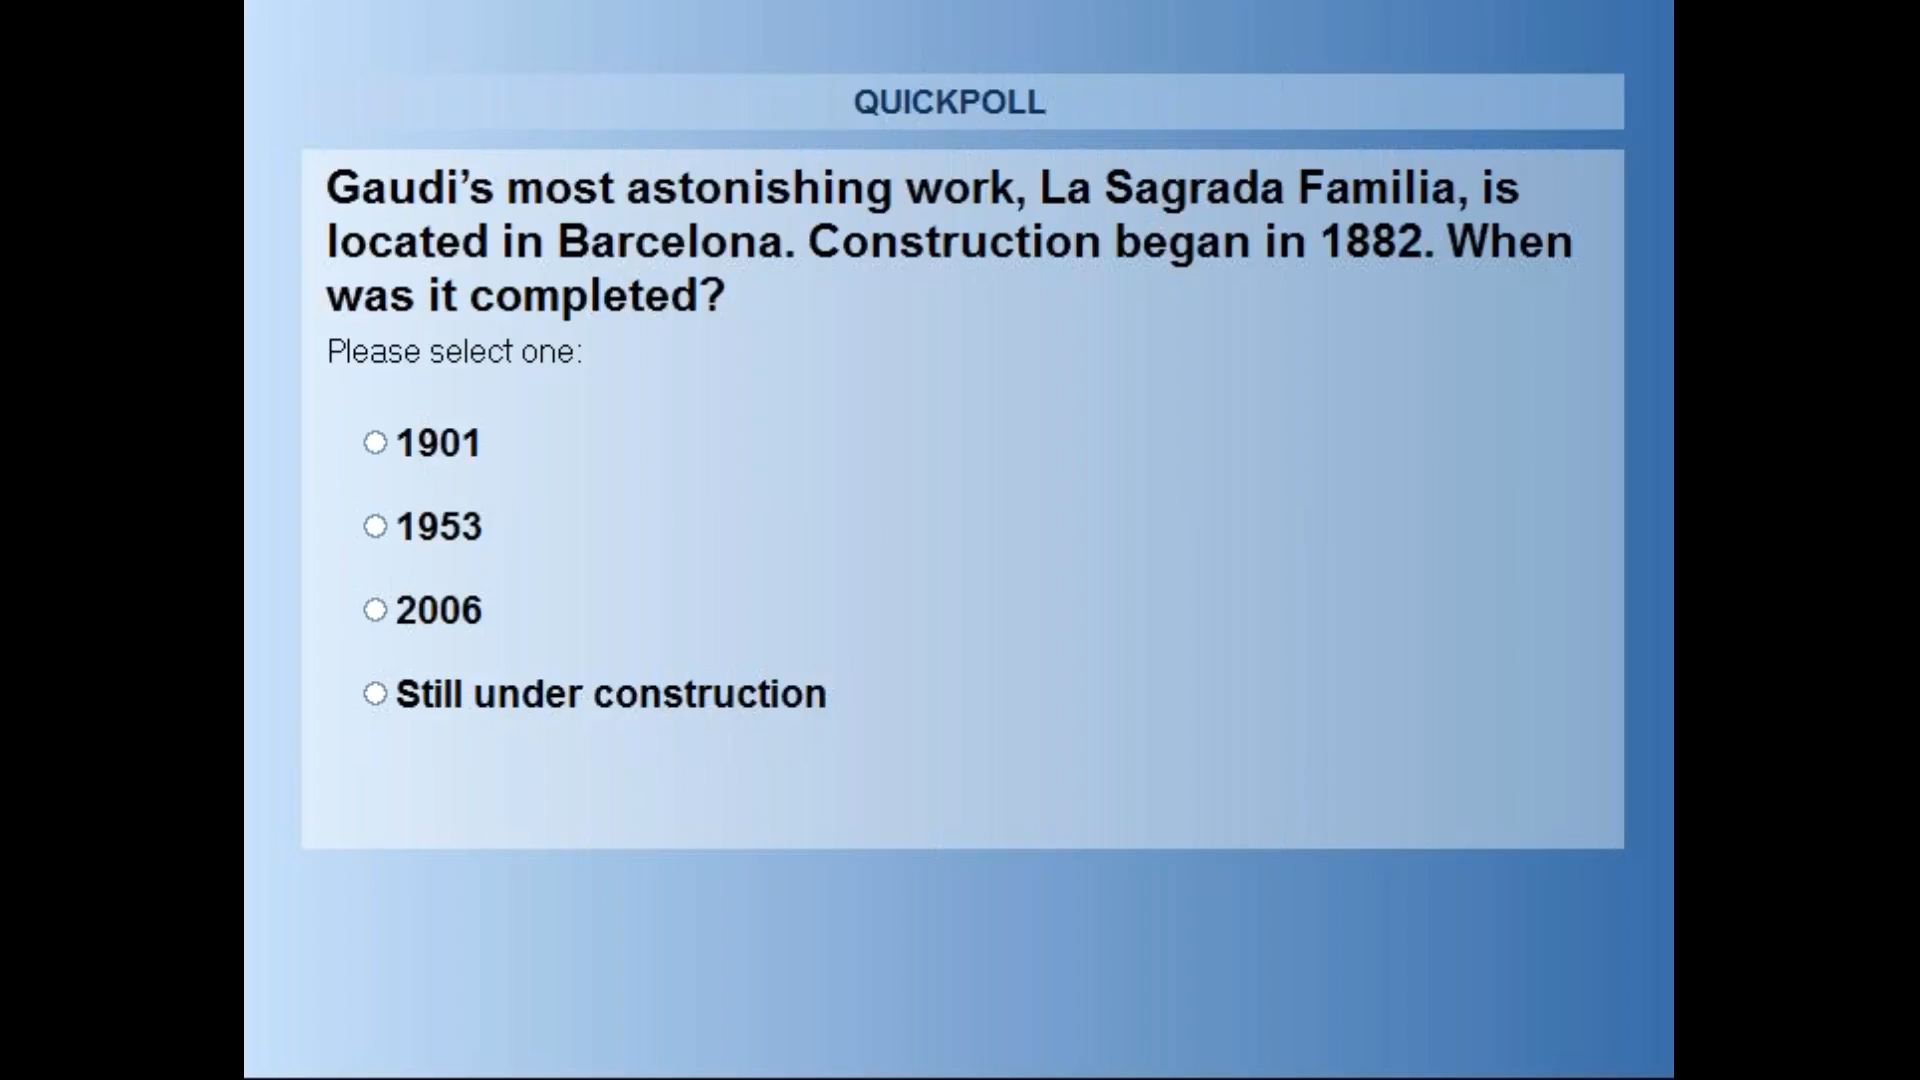 QUICKPOLL
Gaudi’s most astonishing work, La Sagrada Familia, is
located in Barcelona. Construction began in 1882. When
was it completed?
Please select one:
1901
1953
2006
Still under construction